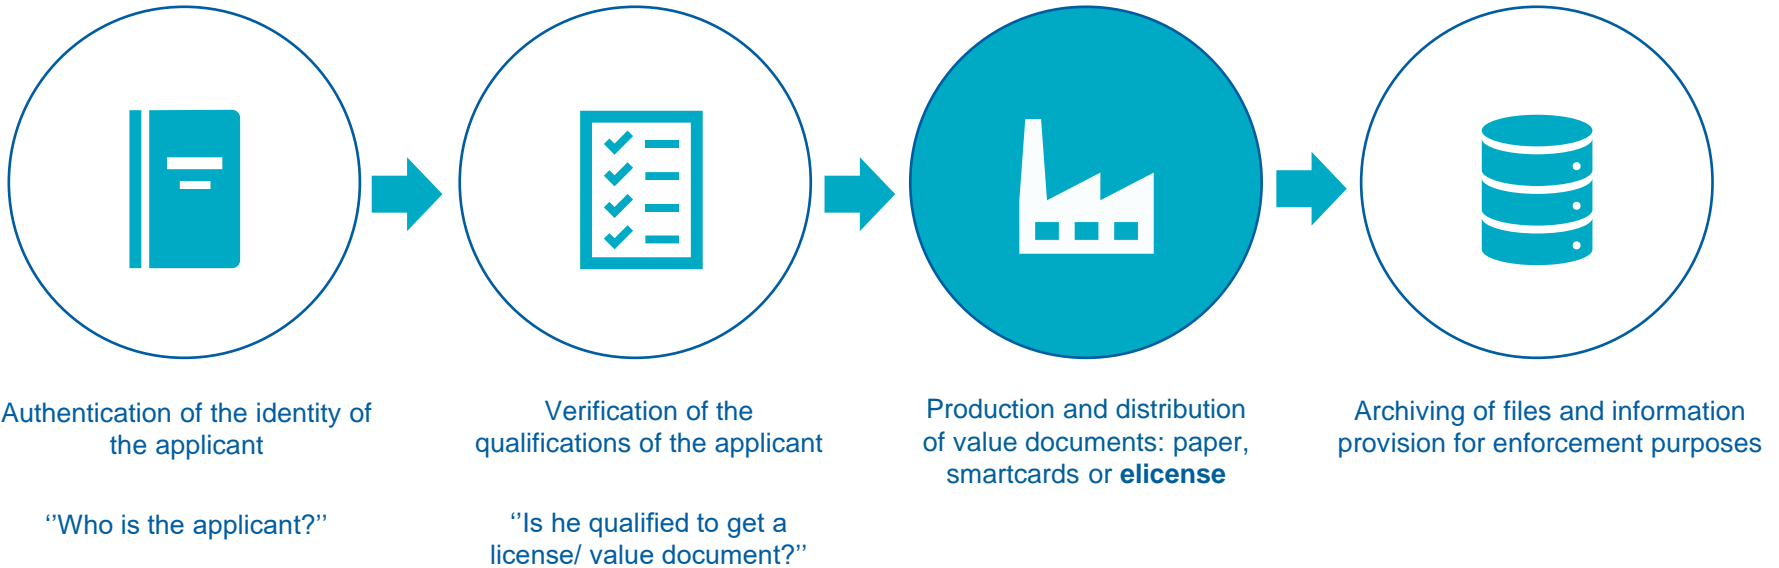 Authentication of the identity of
the applicant
‘’Who is the applicant?’’
Verification of the
qualifications of the applicant
‘’Is he qualified to get a
license/ value document?’’
Production and distribution
of value documents: paper,
smartcards or elicense
Archiving of files and information
provision for enforcement purposes